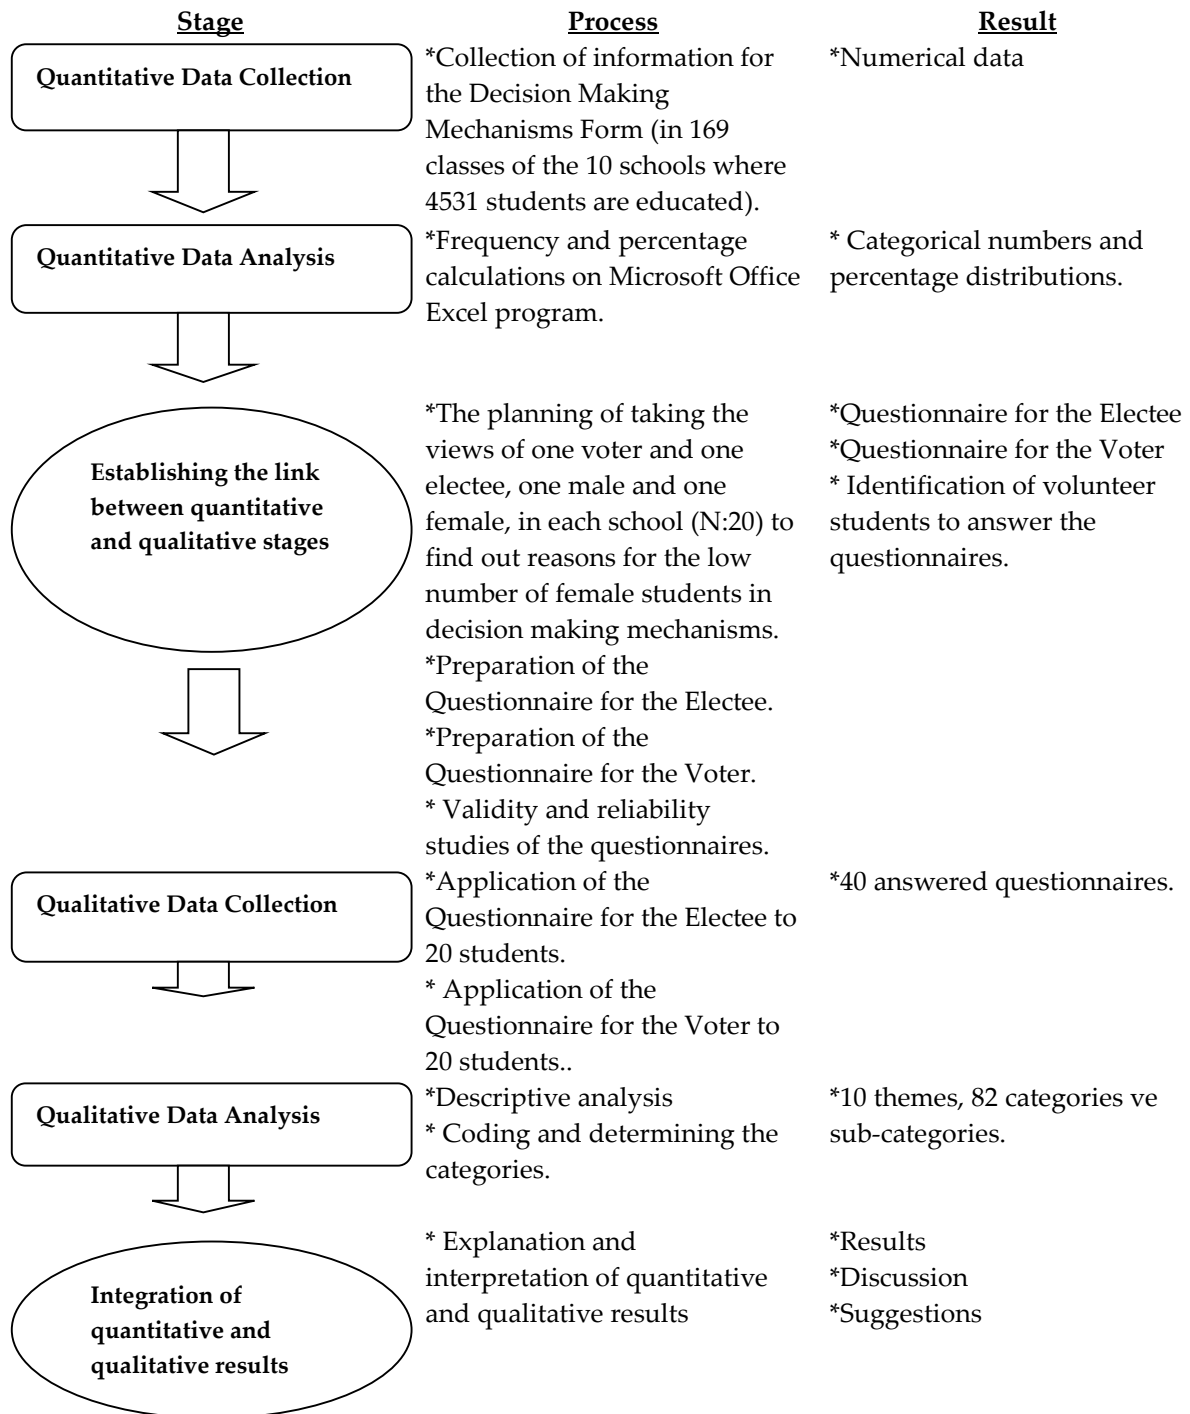 Stage Process Result
Quantitative Data Collection
*Collection of information for
the Decision Making
Mechanisms Form (in 169
classes of the 10 schools where
4531 students are educated).
*Numerical data
Quantitative Data Analysis
*Frequency and percentage
calculations on Microsoft Office
Excel program.
* Categorical numbers and
percentage distributions.
Establishing the link
between quantitative
and qualitative stages
*The planning of taking the
views of one voter and one
electee, one male and one
female, in each school (N:20) to
find out reasons for the low
number of female students in
decision making mechanisms.
*Preparation of the
Questionnaire for the Electee.
*Preparation of the
Questionnaire for the Voter.
* Validity and reliability
studies of the questionnaires.
*Questionnaire for the Electee
*Questionnaire for the Voter
* Identification of volunteer
students to answer the
questionnaires.
Qualitative Data Collection
*Application of the
Questionnaire for the Electee to
20 students.
* Application of the
Questionnaire for the Voter to
20 students..
*40 answered questionnaires.
Qualitative Data Analysis
*Descriptive analysis
* Coding and determining the
categories.
*10 themes, 82 categories ve
sub-categories.
Integration of
quantitative and
qualitative results
* Explanation and
interpretation of quantitative
and qualitative results
*Results
*Discussion
*Suggestions